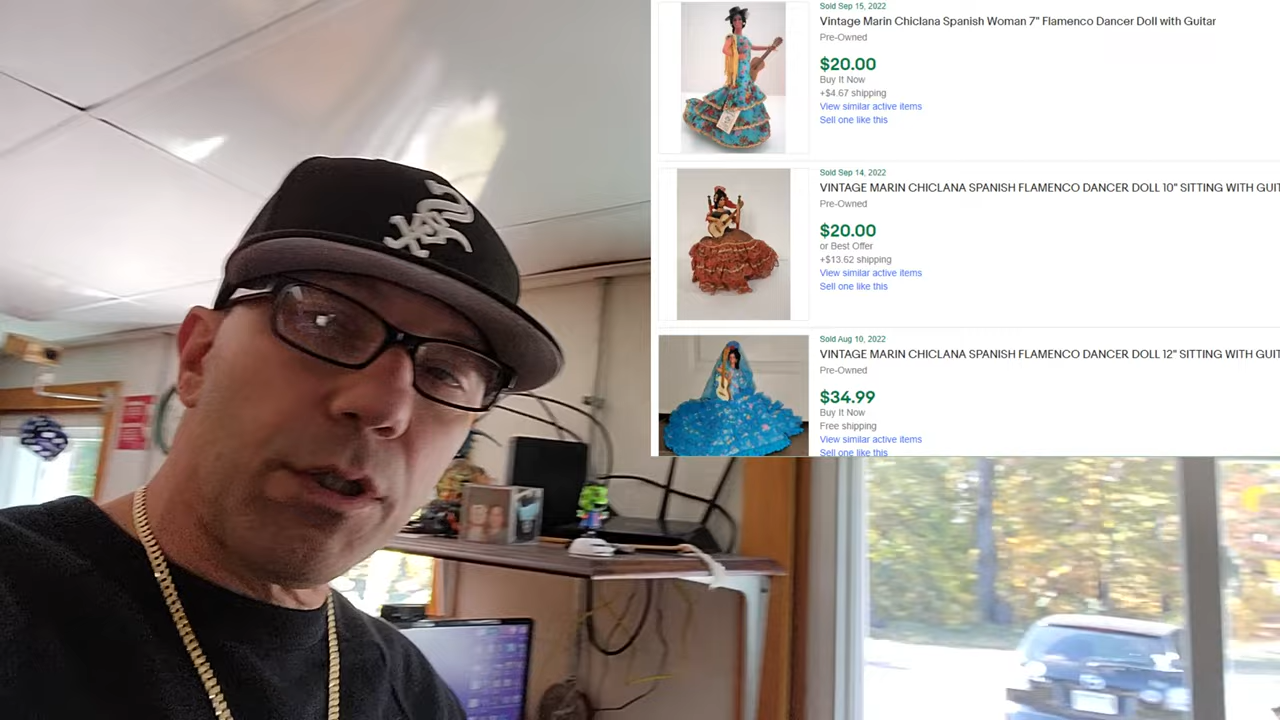 Sold Sep 15, 2022
Vintage Marin Chiclana Spanish Woman 7" Flamenco Dancer Doll with Guitar
Pre-Owned
$20.00
Buy It Now
+$4.67 shipping
View similar active items
Sell one like this
Sold Sep 14, 2022
VINTAGE MARIN CHICLANA SPANISH FLAMENCO DANCER DOLL 10" SITTING WITH GUIT
Pre-Owned
$20.00
or Best Offer
+$13.62 shipping
View similar active items
Sell one like this
Sold Aug 10, 2022
VINTAGE MARIN CHICLANA SPANISH FLAMENCO DANCER DOLL 12" SITTING WITH GUIT
Pre-Owned
$34.99
Buy It Now
Free shipping
View similar active items
Sell one like this
Sox